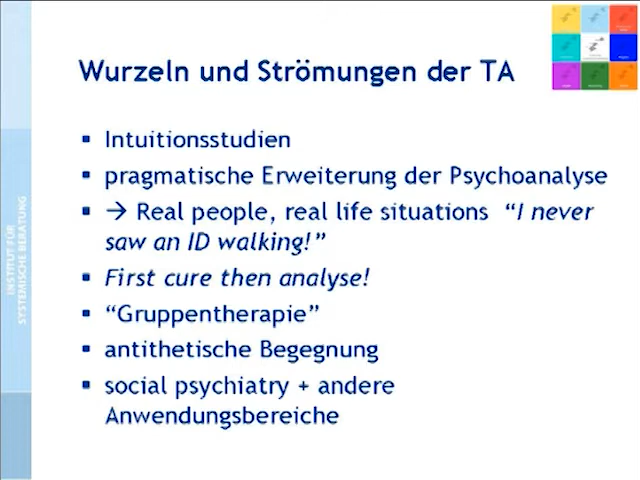 Wurzeln und Strömungen der TA
▪ Intuitionsstudien
▪ pragmatische Erweiterung der Psychoanalyse
▪ → Real people, real life situations “I never
saw an ID walking!”
▪ First cure then analyse!
▪ “Gruppentherapie”
▪ antithetische Begegnung
▪ social psychiatry + andere
Anwendungsbereiche
INSTITUT FÜR
SYSTEMISCHE BERATUNG